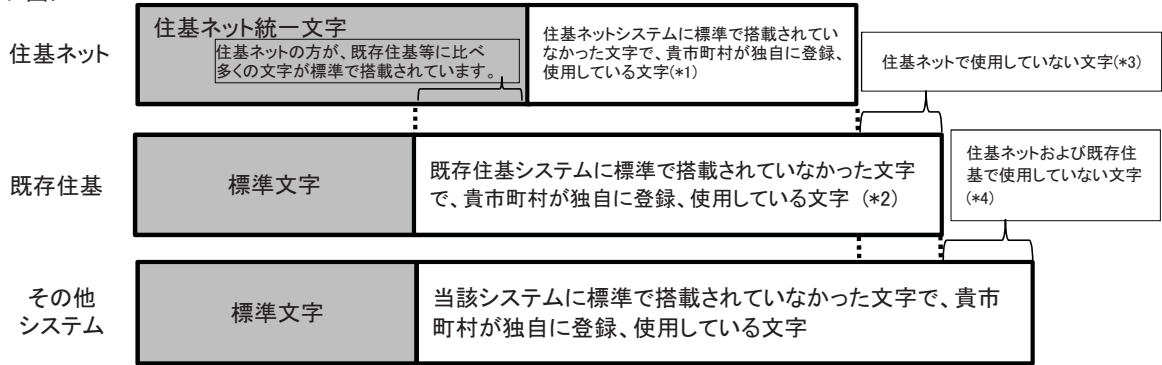 住基ネット
住基ネット統一文字
住基ネットの方が、既存住基等に比べ
多くの文字が標準で搭載されています。
住基ネットシステムに標準で搭載されてい
なかった文字で、貴市町村が独自に登録、
使用している文字(*1)
住基ネットで使用していない文字(*3)
既存住基
標準文字
既存住基システムに標準で搭載されていなかった文字
で、貴市町村が独自に登録、使用している文字 (*2)
住基ネットおよび既存住
基で使用していない文字
(*4)
その他
システム
標準文字
当該システムに標準で搭載されていなかった文字で、貴市
町村が独自に登録、使用している文字